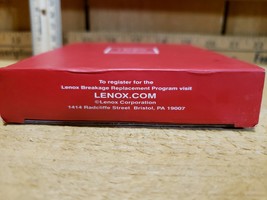 To register for the
Lenox Breakage Replacement Program visit
LENOX.COM
©Lenox Corporation
1414 Radcliffe Street Bristol, PA 19007